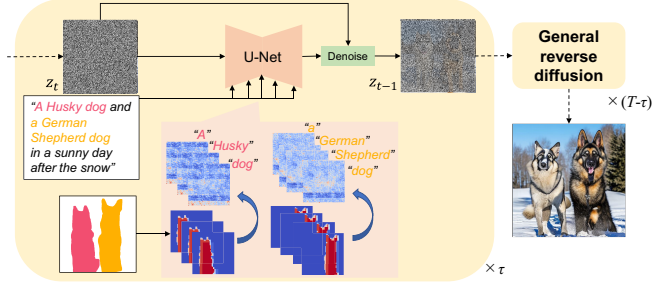 U-Net
Denoise
General
reverse
diffusion
z_t
z_{t-1}
× (T-τ)
"A Husky dog and
a German
Shepherd dog
in a sunny day
after the snow"
"A"
"Husky"
"dog"
"a"
"German"
"Shepherd"
"dog"
× τ